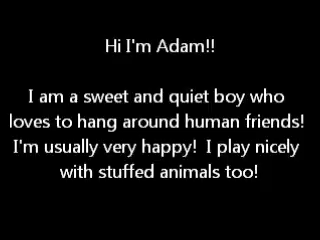 Hi I'm Adam!!
I am a sweet and quiet boy who
loves to hang around human friends!
I'm usually very happy!  I play nicely
with stuffed animals too!